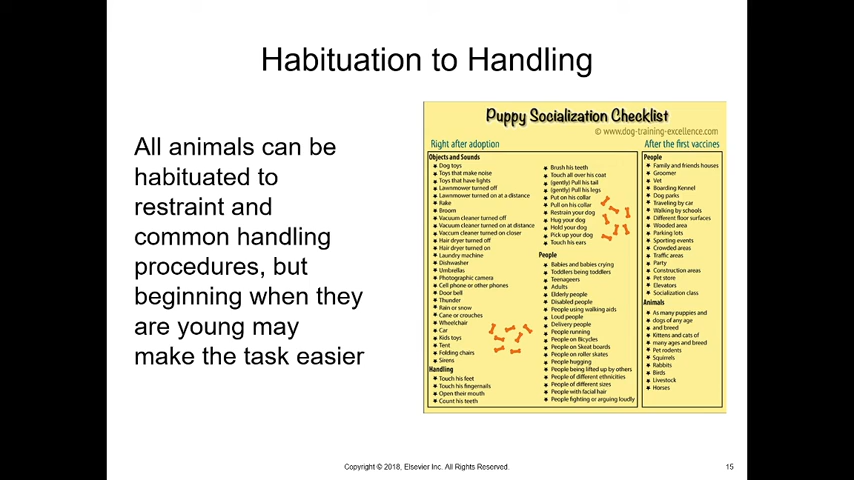 Habituation to Handling
All animals can be
habituated to
restraint and
common handling
procedures, but
beginning when they
are young may
make the task easier
Puppy Socialization Checklist
© www.dog-training-excellence.com
Right after adoption
Objects and Sounds
Dog toys
Toys that make noise
Toys that have lights
Lawnmower turned off
Lawnmower turned on at a distance
Rake
Broom
Vacuum cleaner turned off
Vacuum cleaner turned on at distance
Vaccum cleaner turned on closer
Hair dryer turned off
Hair dryer turned on
Laundry machine
Dishwasher
Umbrellas
Photographic camera
Cell phone or other phones
Door bell
Thunder
Rain or snow
Cane or crouches
Wheelchair
Car
Kids toys
Tent
Folding chairs
Sirens
Handling
Touch his feet
Touch his fingernails
Open their mouth
Count his teeth
Brush his teeth
Touch all over his coat
(gently) Pull his tail
(gently) Pull his legs
Put on his collar
Pull on his collar
Restrain your dog
Hug your dog
Hold your dog
Pick up your dog
Touch his ears
People
Babies and babies crying
Toddlers being toddlers
Teenagers
Adults
Elderly people
Disabled people
People using walking aids
Loud people
Delivery people
People running
People on Bicycles
People on Skeat boards
People on roller skates
People hugging
People being lifted up by others
People of different ethnicities
People of different sizes
People with facial hair
People fighting or arguing loudly
After the first vaccines
People
Family and friends houses
Groomer
Vet
Boarding Kennel
Dog parks
Traveling by car
Walking by schools
Different floor surfaces
Wooded area
Parking lots
Sporting events
Crowded areas
Traffic areas
Party
Construction areas
Pet store
Elevators
Socialization class
Animals
As many puppies and
dogs of any age
and breed
Kittens and cats of
many ages and breed
Pet rodents
Squirrels
Rabbits
Birds
Livestock
Horses
Copyright © 2018, Elsevier Inc. All Rights Reserved.
15